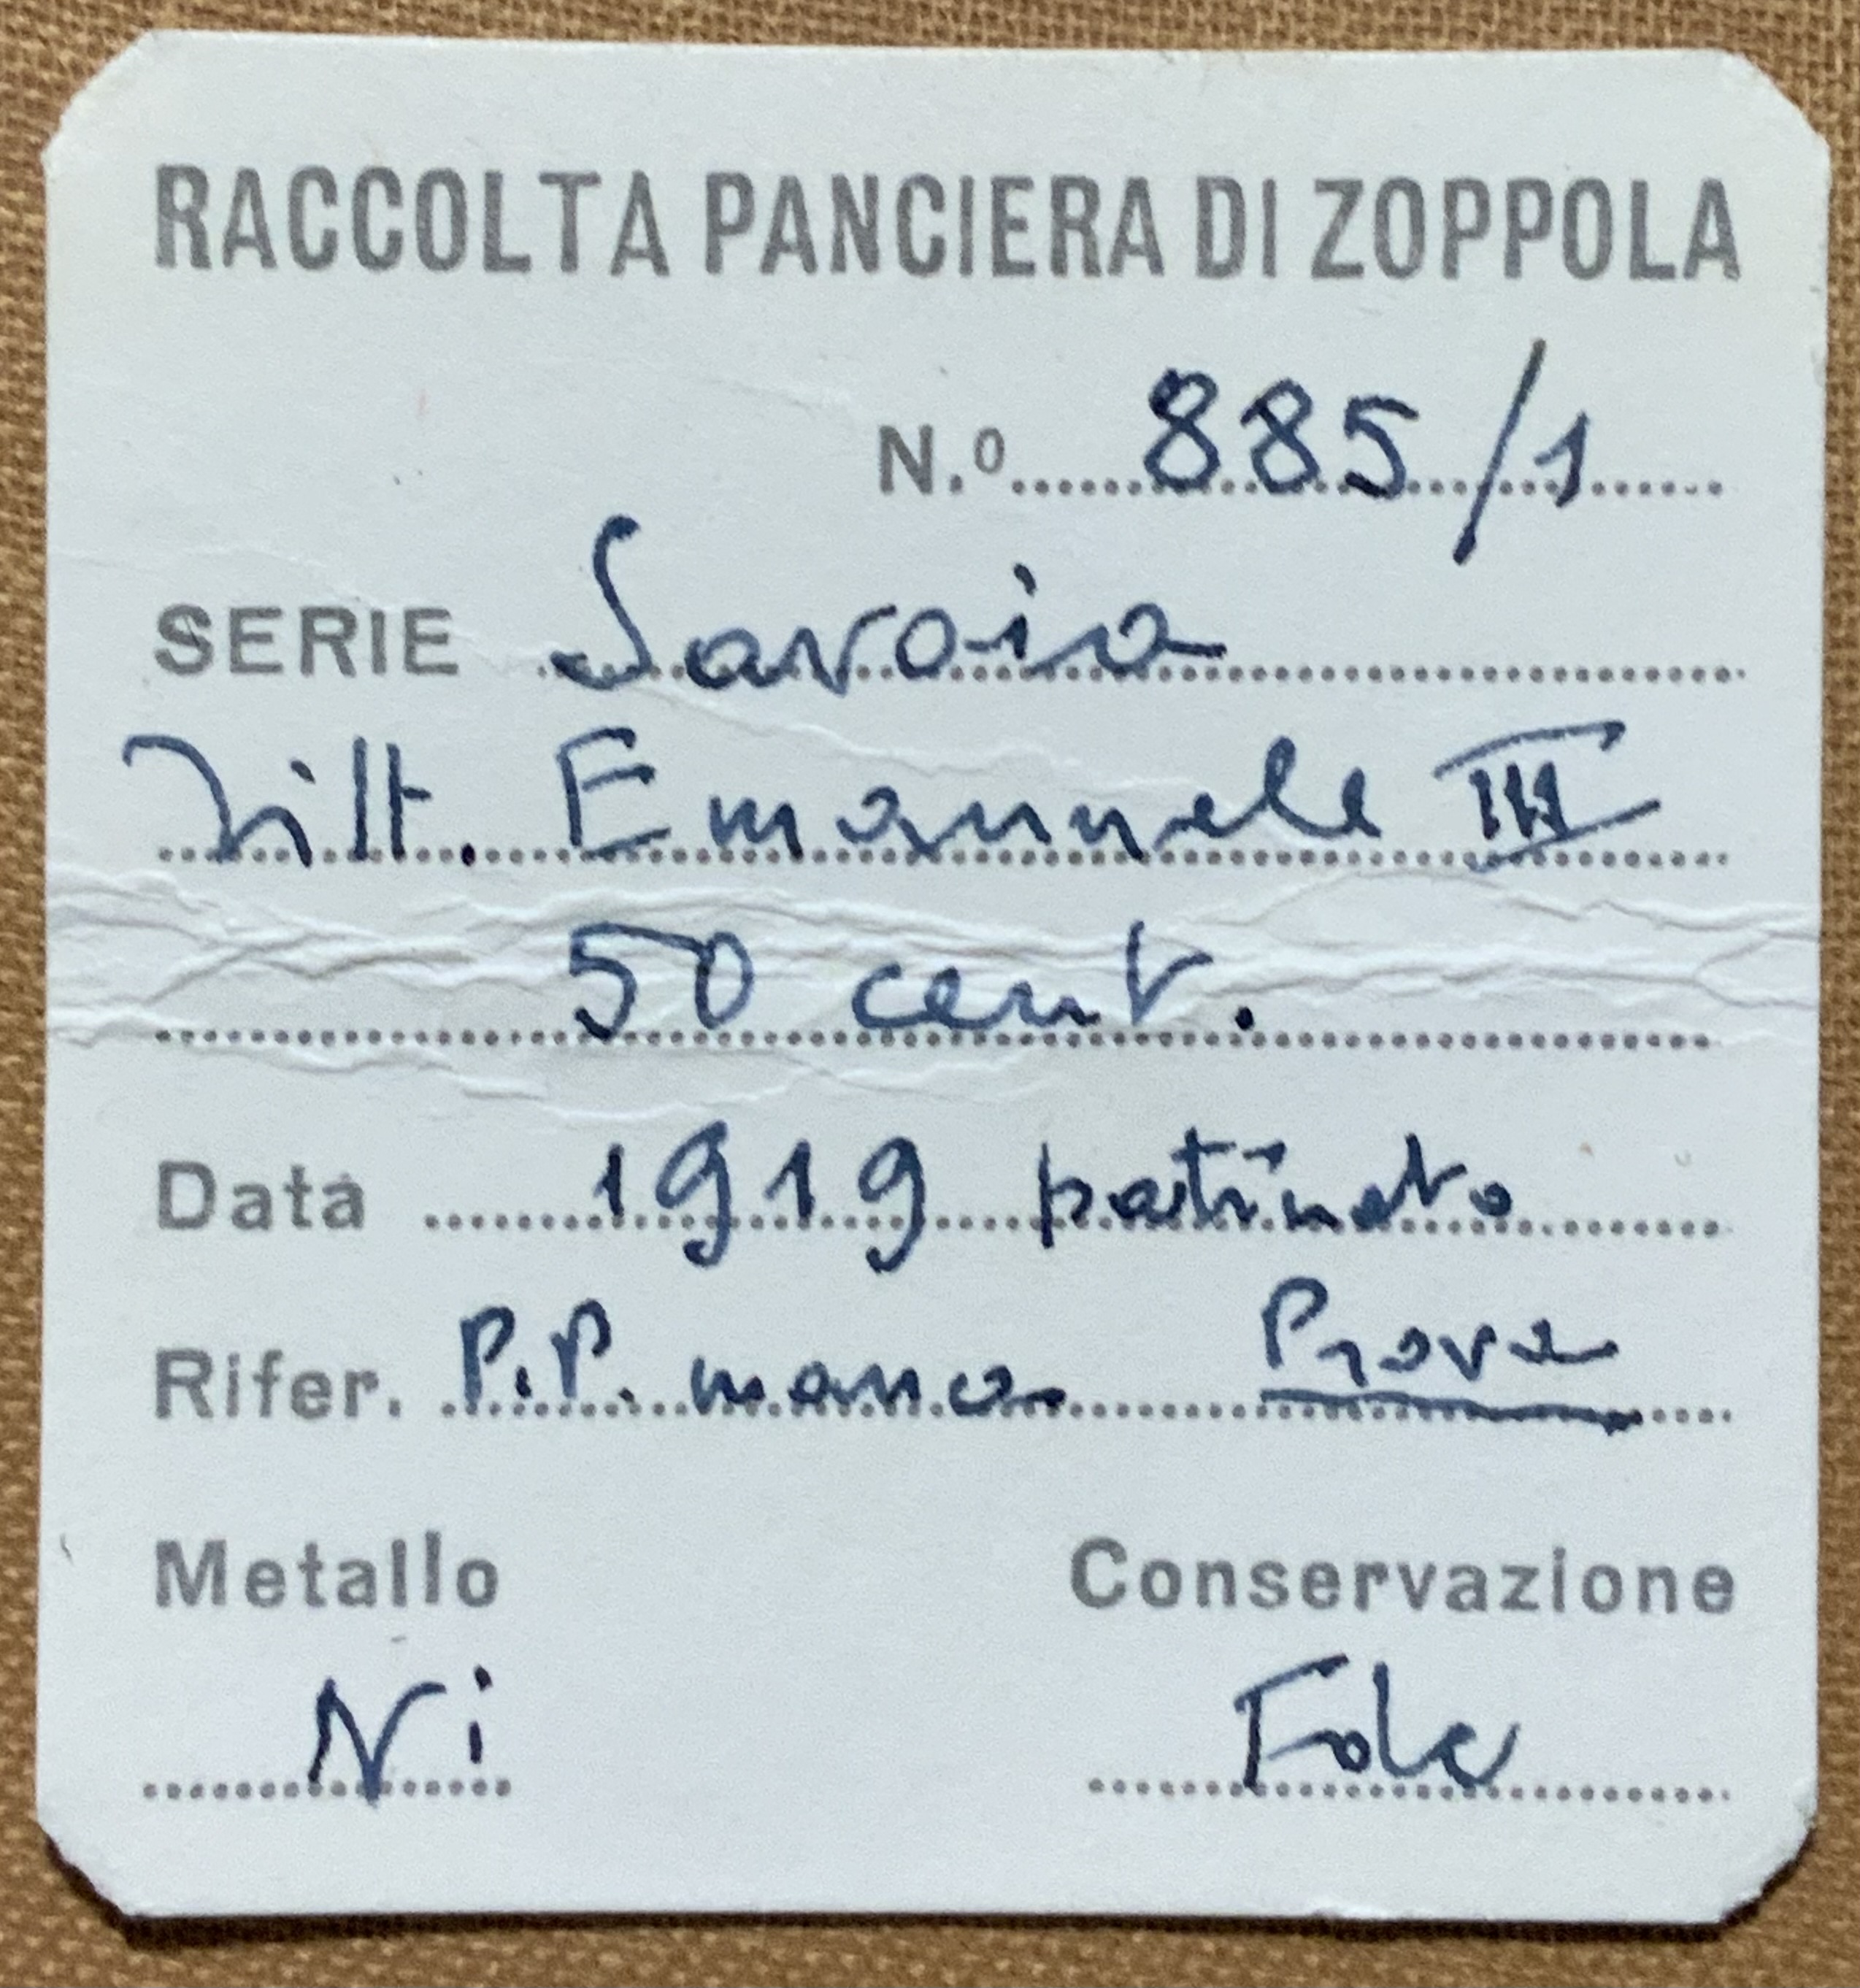 RACCOLTA PANCIERA DI ZOPPOLA
N.º 885/1
SERIE Savoia
Vitt. Emanuele III
50 cent.
Data 1919 patinato
Rifer. P.P. manca Prova
Metallo Conservazione
Ni Fdc